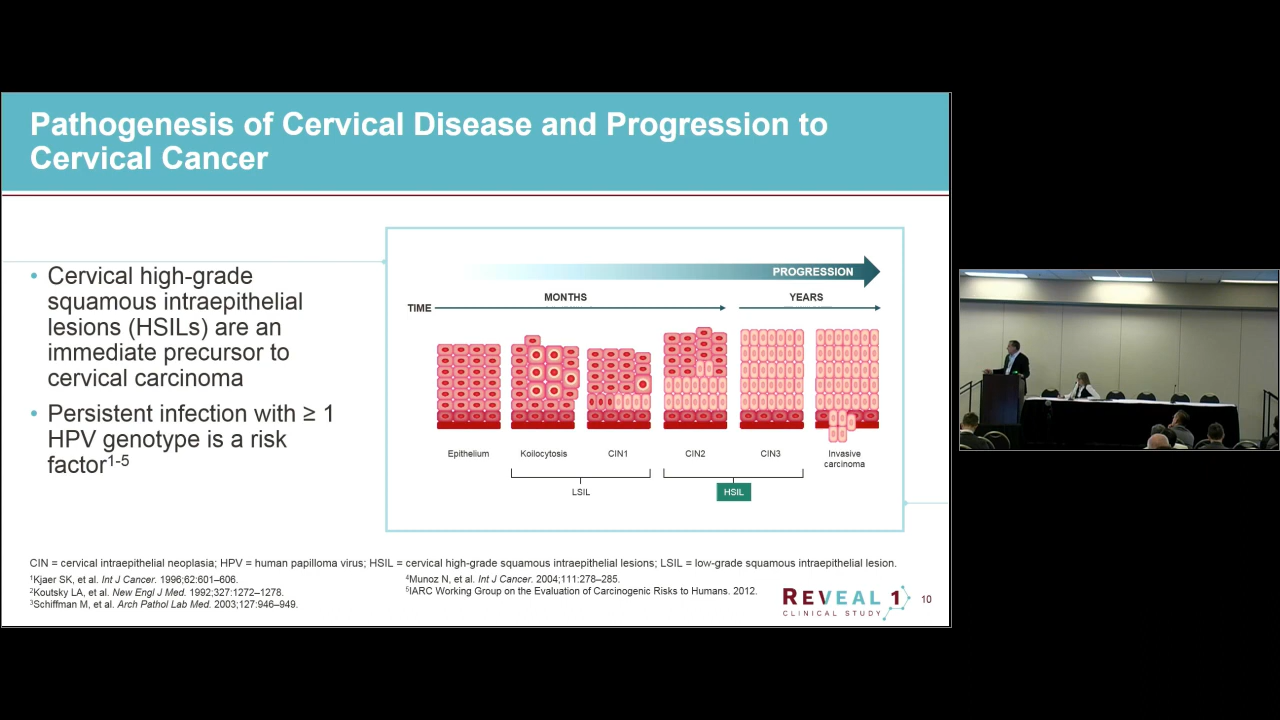 Pathogenesis of Cervical Disease and Progression to
Cervical Cancer
• Cervical high-grade
squamous intraepithelial
lesions (HSILs) are an
immediate precursor to
cervical carcinoma
• Persistent infection with ≥ 1
HPV genotype is a risk
factor1-5
PROGRESSION
TIME MONTHS YEARS
Epithelium Koilocytosis CIN1 CIN2 CIN3 Invasive
carcinoma
LSIL HSIL
CIN = cervical intraepithelial neoplasia; HPV = human papilloma virus; HSIL = cervical high-grade squamous intraepithelial lesions; LSIL = low-grade squamous intraepithelial lesion.
1Kjaer SK, et al. Int J Cancer. 1996;62:601–606.
2Koutsky LA, et al. New Engl J Med. 1992;327:1272–1278.
3Schiffman M, et al. Arch Pathol Lab Med. 2003;127:946–949.
4Munoz N, et al. Int J Cancer. 2004;111:278–285.
5IARC Working Group on the Evaluation of Carcinogenic Risks to Humans. 2012.
REVEAL 1
CLINICAL STUDY
10